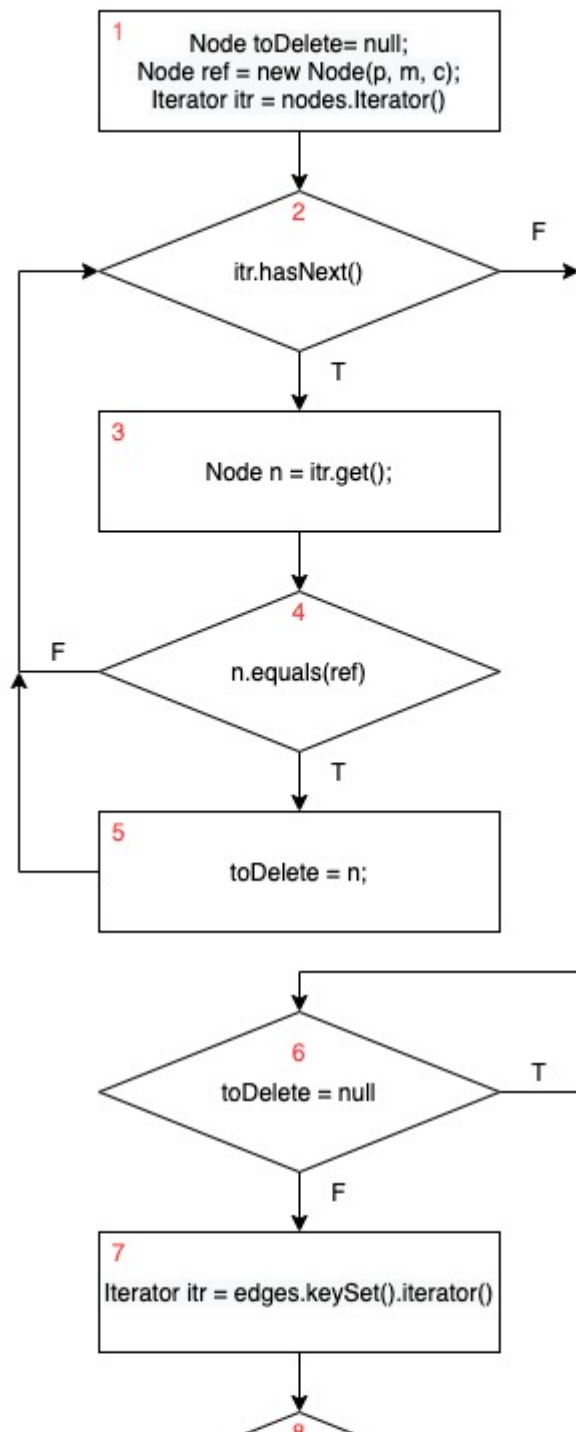 1
Node toDelete= null;
Node ref = new Node(p, m, c);
Iterator itr = nodes.Iterator()
2
itr.hasNext()
F
T
3
Node n = itr.get();
4
n.equals(ref)
F
T
5
toDelete = n;
6
toDelete = null
T
F
7
Iterator itr = edges.keySet().iterator()
8